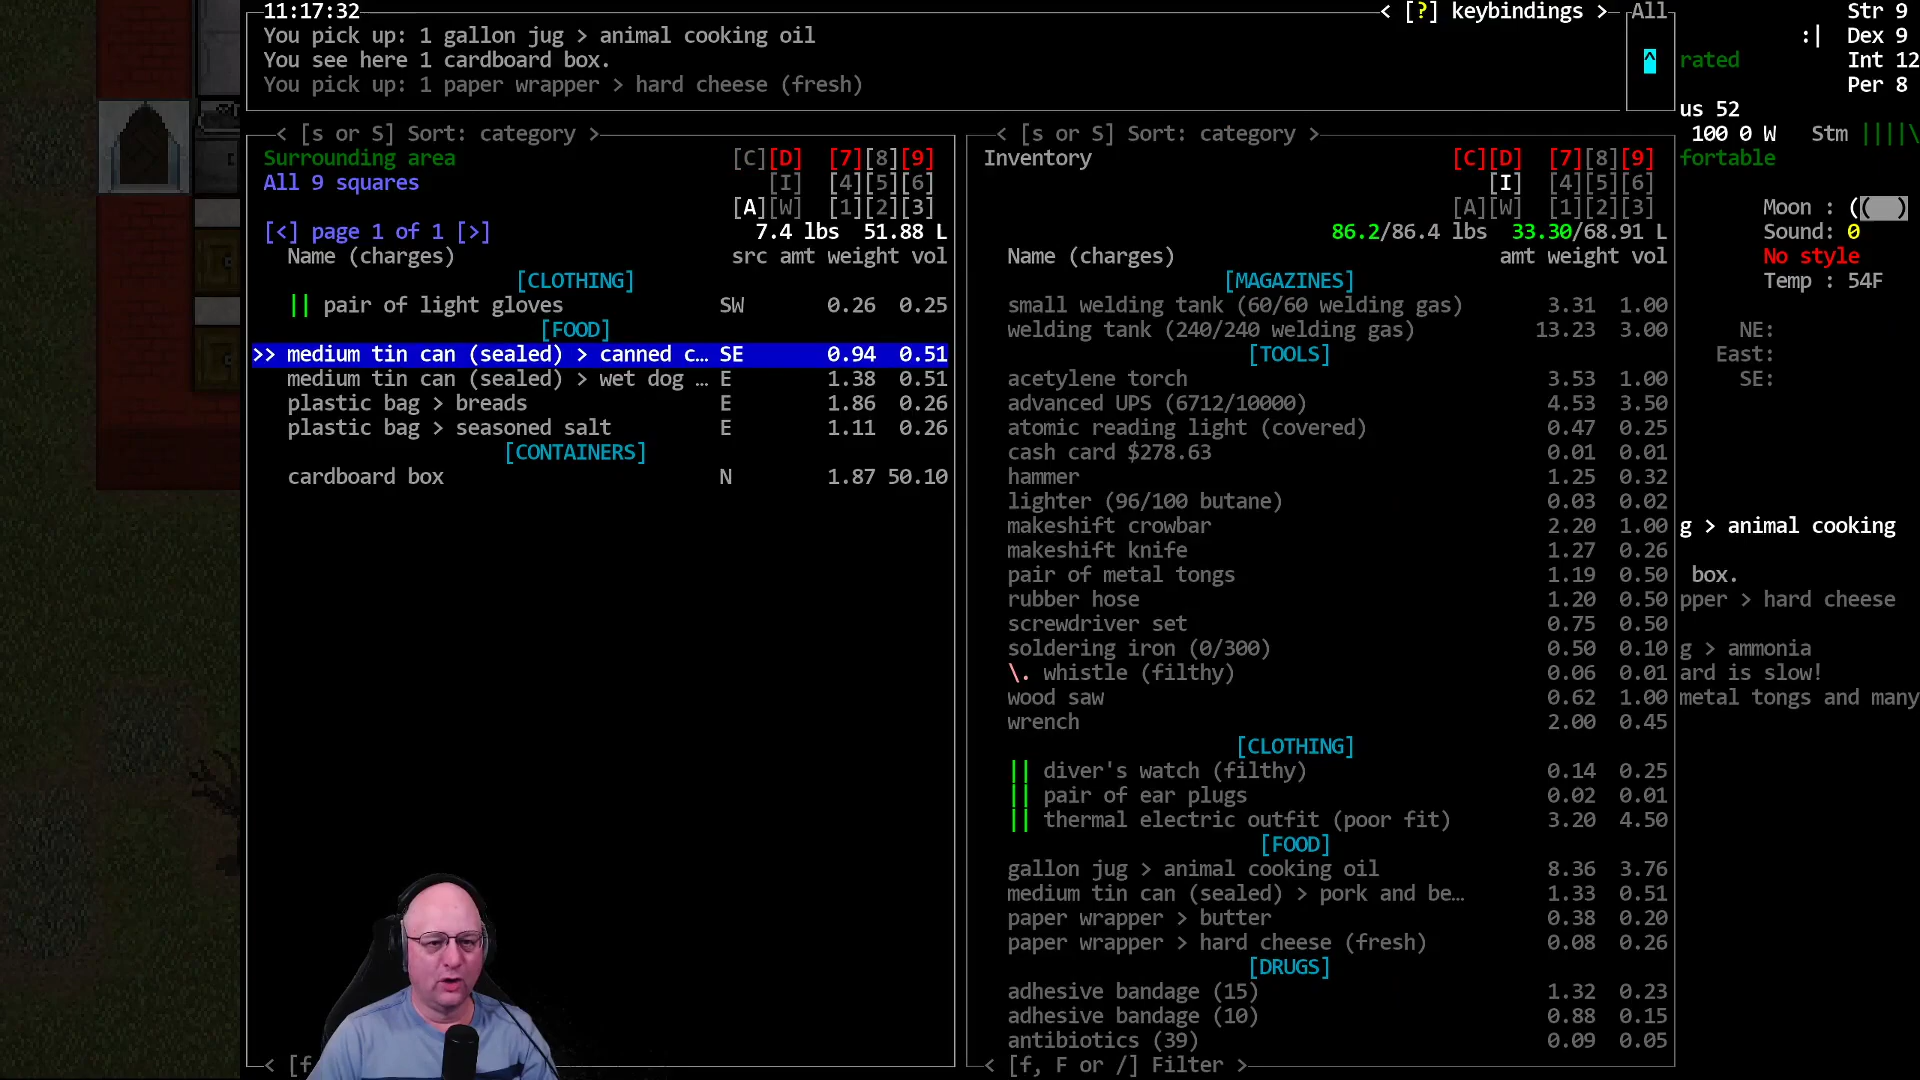 11:17:32
< [?] keybindings >
All
Str 9
You pick up: 1 gallon jug > animal cooking oil
:|
Dex 9
You see here 1 cardboard box.
^
rated
Int 12
You pick up: 1 paper wrapper > hard cheese (fresh)
Per 8
us 52
< [s or S] Sort: category >
< [s or S] Sort: category >
100 0 W Stm ||||\
Surrounding area
[C][D] [7][8][9]
Inventory
[C][D] [7][8][9]
fortable
All 9 squares
[I] [4][5][6]
[I] [4][5][6]
[A][W] [1][2][3]
[A][W] [1][2][3]
Moon : (( )
[<] page 1 of 1 [>]
7.4 lbs 51.88 L
86.2/86.4 lbs 33.30/68.91 L
Sound: 0
Name (charges) src amt weight vol
Name (charges) amt weight vol
No style
[CLOTHING]
[MAGAZINES]
Temp : 54F
|| pair of light gloves SW 0.26 0.25
small welding tank (60/60 welding gas) 3.31 1.00
[FOOD]
welding tank (240/240 welding gas) 13.23 3.00
NE:
>> medium tin can (sealed) > canned c… SE 0.94 0.51
[TOOLS]
East:
medium tin can (sealed) > wet dog … E 1.38 0.51
acetylene torch 3.53 1.00
SE:
plastic bag > breads E 1.86 0.26
advanced UPS (6712/10000) 4.53 3.50
plastic bag > seasoned salt E 1.11 0.26
atomic reading light (covered) 0.47 0.25
[CONTAINERS]
cash card $278.63 0.01 0.01
cardboard box N 1.87 50.10
hammer 1.25 0.32
lighter (96/100 butane) 0.03 0.02
makeshift crowbar 2.20 1.00
g > animal cooking
makeshift knife 1.27 0.26
pair of metal tongs 1.19 0.50
box.
rubber hose 1.20 0.50
pper > hard cheese
screwdriver set 0.75 0.50
soldering iron (0/300) 0.50 0.10
g > ammonia
\. whistle (filthy) 0.06 0.01
ard is slow!
wood saw 0.62 1.00
metal tongs and many
wrench 2.00 0.45
[CLOTHING]
|| diver's watch (filthy) 0.14 0.25
|| pair of ear plugs 0.02 0.01
|| thermal electric outfit (poor fit) 3.20 4.50
[FOOD]
gallon jug > animal cooking oil 8.36 3.76
medium tin can (sealed) > pork and be… 1.33 0.51
paper wrapper > butter 0.38 0.20
paper wrapper > hard cheese (fresh) 0.08 0.26
[DRUGS]
adhesive bandage (15) 1.32 0.23
adhesive bandage (10) 0.88 0.15
antibiotics (39) 0.09 0.05
< [f
< [f, F or /] Filter >